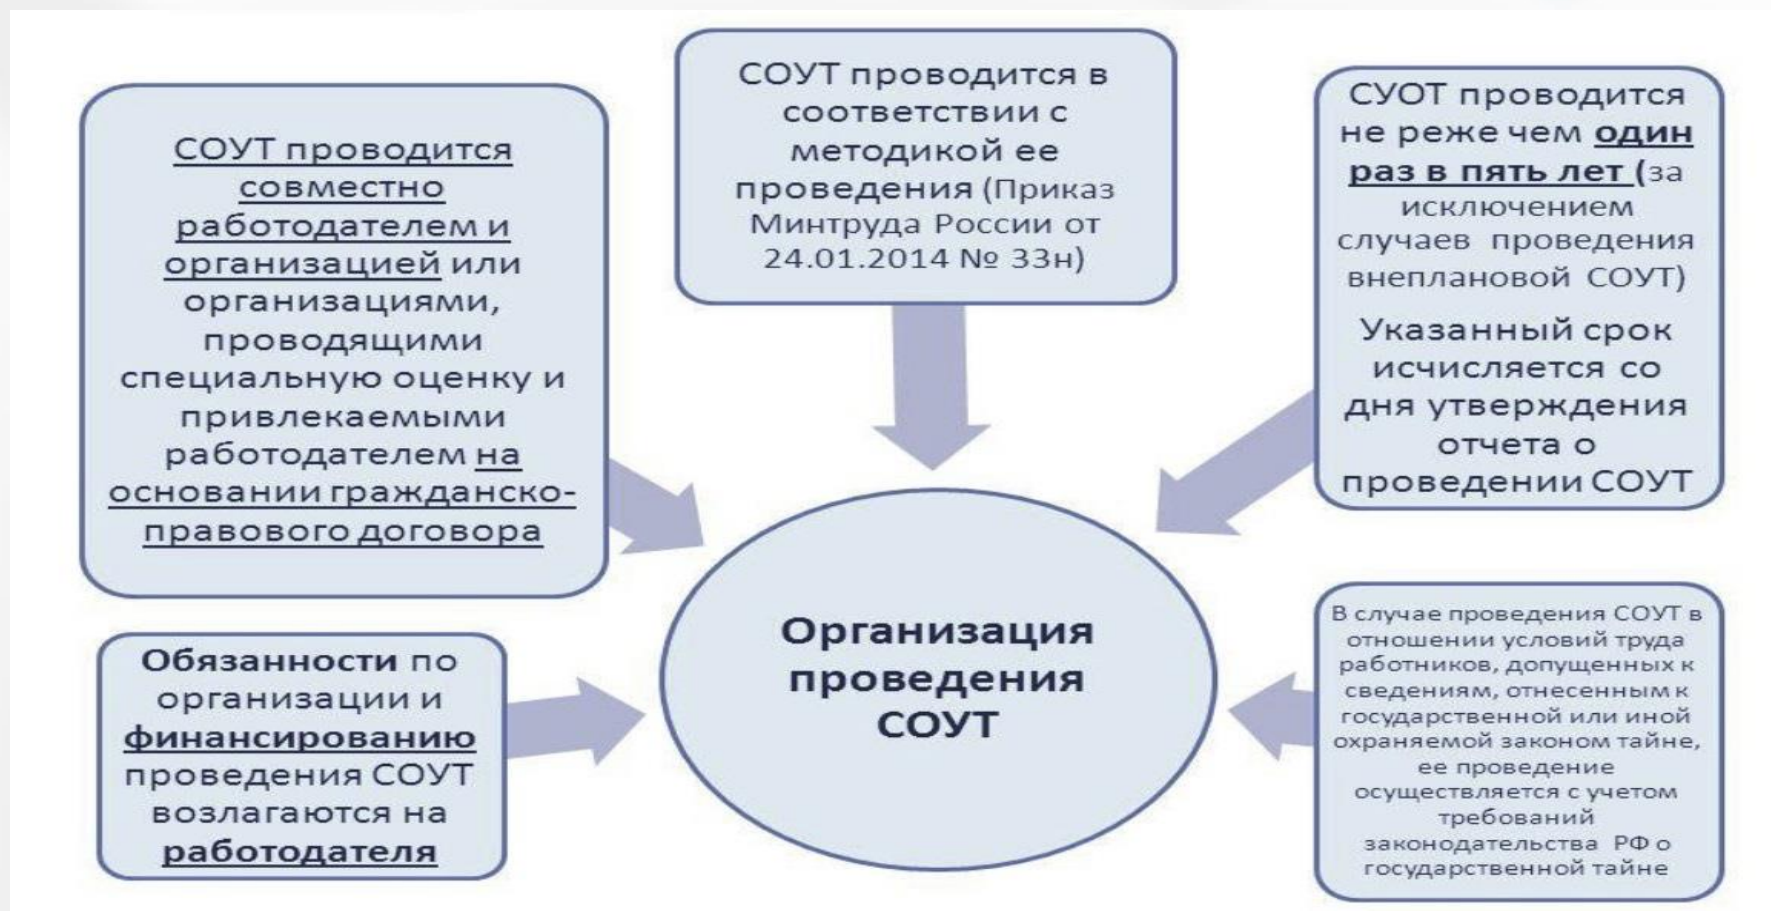 СОУТ проводится
совместно
работодателем и
организацией или
организациями,
проводящими
специальную оценку и
привлекаемыми
работодателем на
основании гражданско-
правового договора
СОУТ проводится в
соответствии с
методикой ее
проведения (Приказ
Минтруда России от
24.01.2014 № 33н)
СУОТ проводится
не реже чем один
раз в пять лет (за
исключением
случаев проведения
внеплановой СОУТ)
Указанный срок
исчисляется со
дня утверждения
отчета о
проведении СОУТ
Обязанности по
организации и
финансированию
проведения СОУТ
возлагаются на
работодателя
Организация
проведения
СОУТ
В случае проведения СОУТ в
отношении условий труда
работников, допущенных к
сведениям, отнесенным к
государственной или иной
охраняемой законом тайне,
ее проведение
осуществляется с учетом
требований
законодательства РФ о
государственной тайне